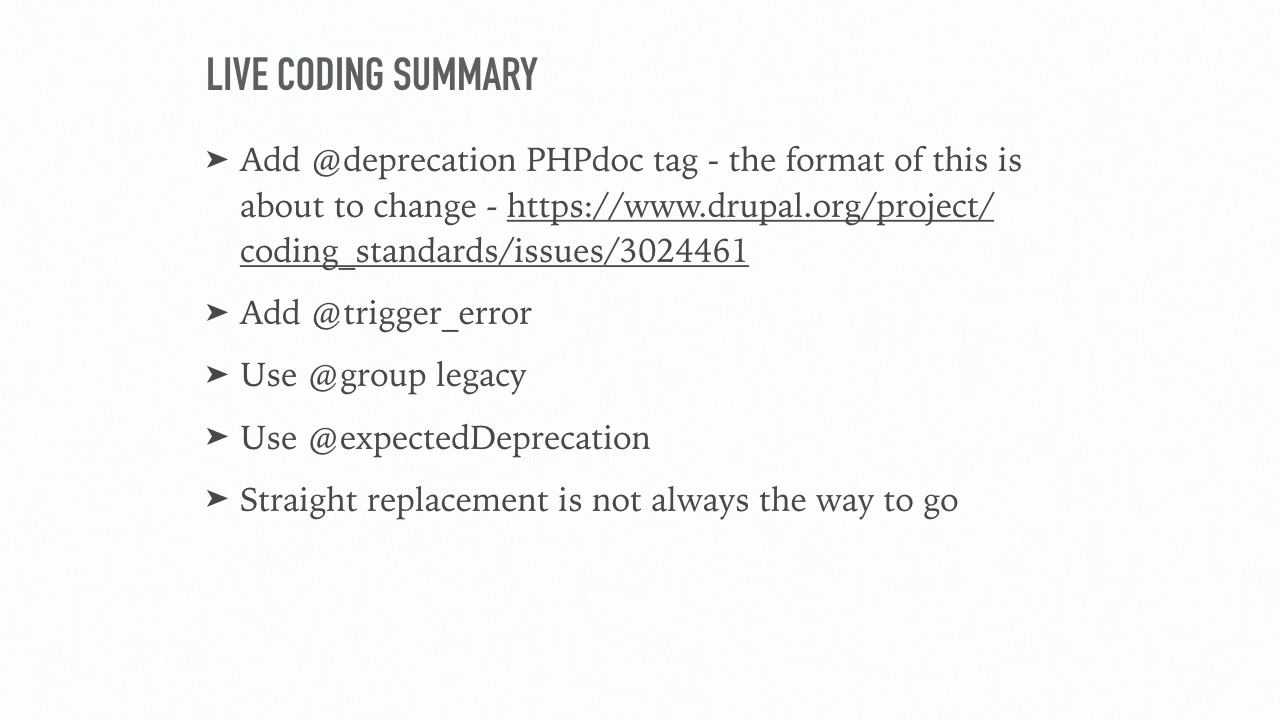 LIVE CODING SUMMARY
➤ Add @deprecation PHPdoc tag - the format of this is
about to change - https://www.drupal.org/project/
coding_standards/issues/3024461
➤ Add @trigger_error
➤ Use @group legacy
➤ Use @expectedDeprecation
➤ Straight replacement is not always the way to go